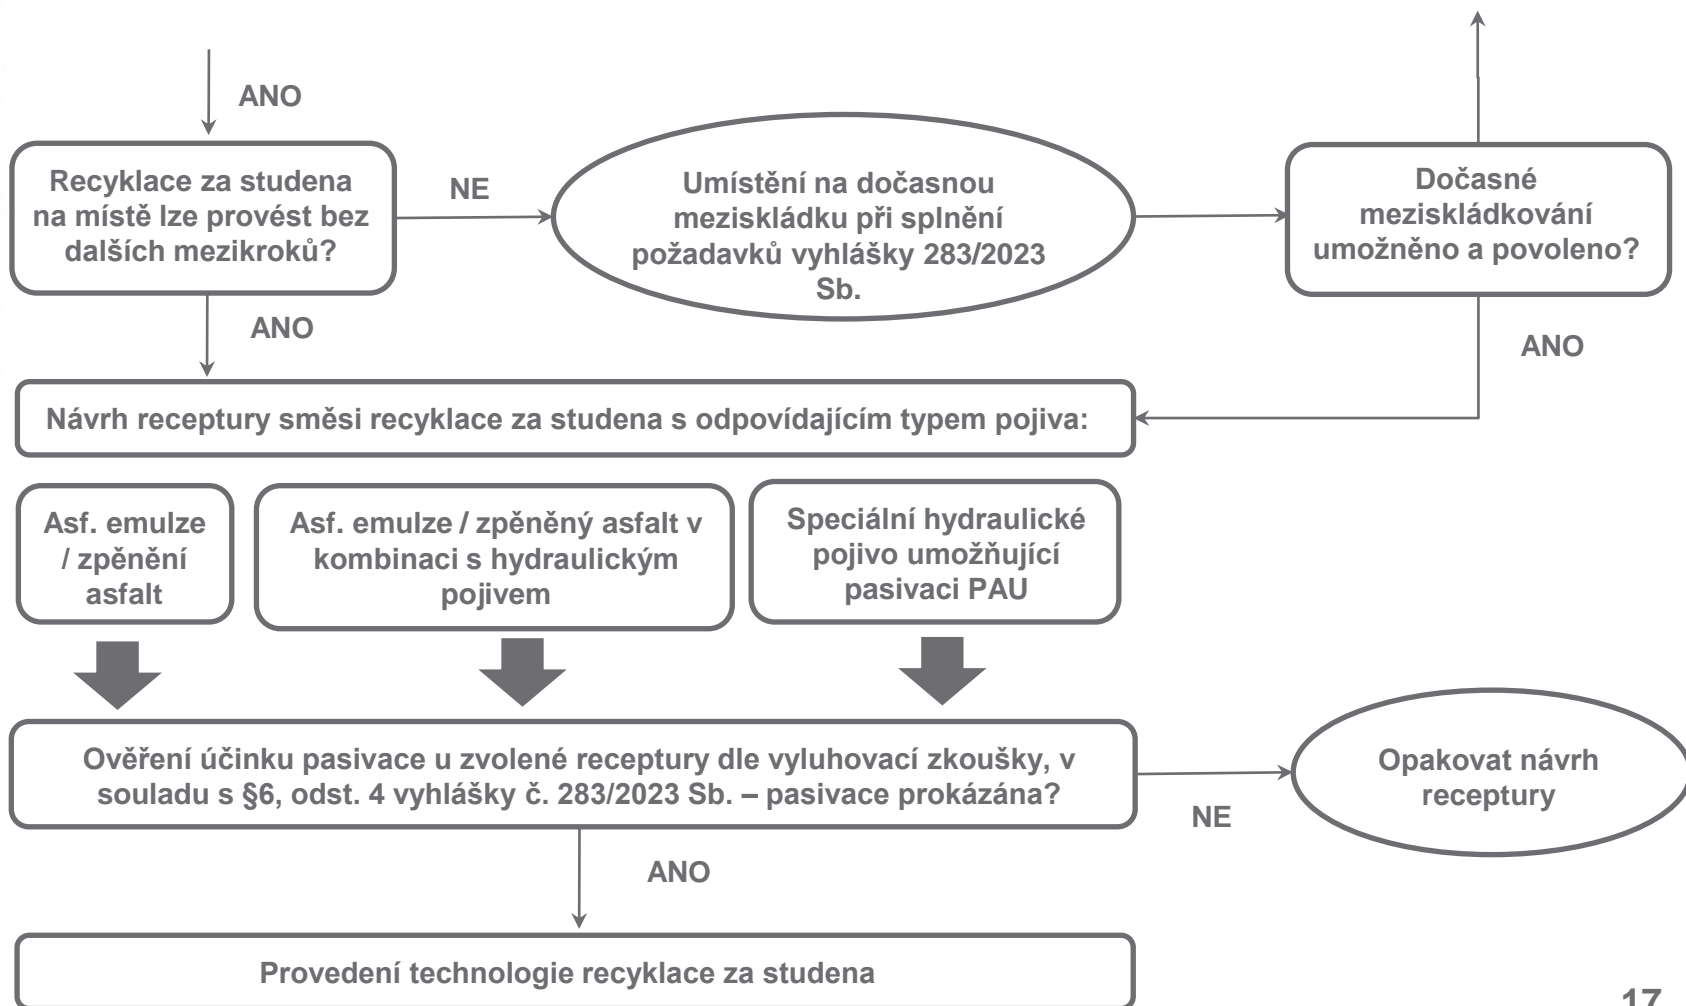 ANO
Recyklace za studena
na místě lze provést bez
dalších mezikroků?
NE
Umístění na dočasnou
meziskládku při splnění
požadavků vyhlášky 283/2023
Sb.
Dočasné
meziskládkování
umožněno a povoleno?
ANO
ANO
Návrh receptury směsi recyklace za studena s odpovídajícím typem pojiva:
Asf. emulze
/ zpěnění
asfalt
Asf. emulze / zpěněný asfalt v
kombinaci s hydraulickým
pojivem
Speciální hydraulické
pojivo umožňující
pasivaci PAU
Ověření účinku pasivace u zvolené receptury dle vyluhovací zkoušky, v
souladu s §6, odst. 4 vyhlášky č. 283/2023 Sb. – pasivace prokázána?
NE
Opakovat návrh
receptury
ANO
Provedení technologie recyklace za studena
17